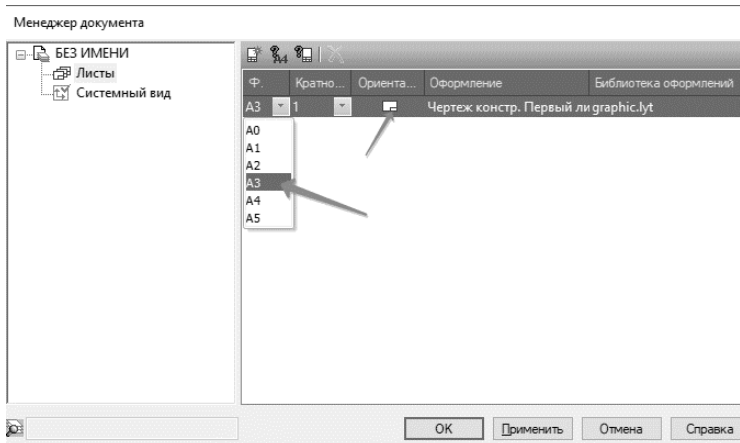 Менеджер документа
БЕЗ ИМЕНИ
Листы
Системный вид
A4
Ф. Кратно... Ориента... Оформление Библиотека оформлений
A3 1 Чертеж констр. Первый ли graphic.lyt
A0
A1
A2
A3
A4
A5
OK Применить Отмена Справка